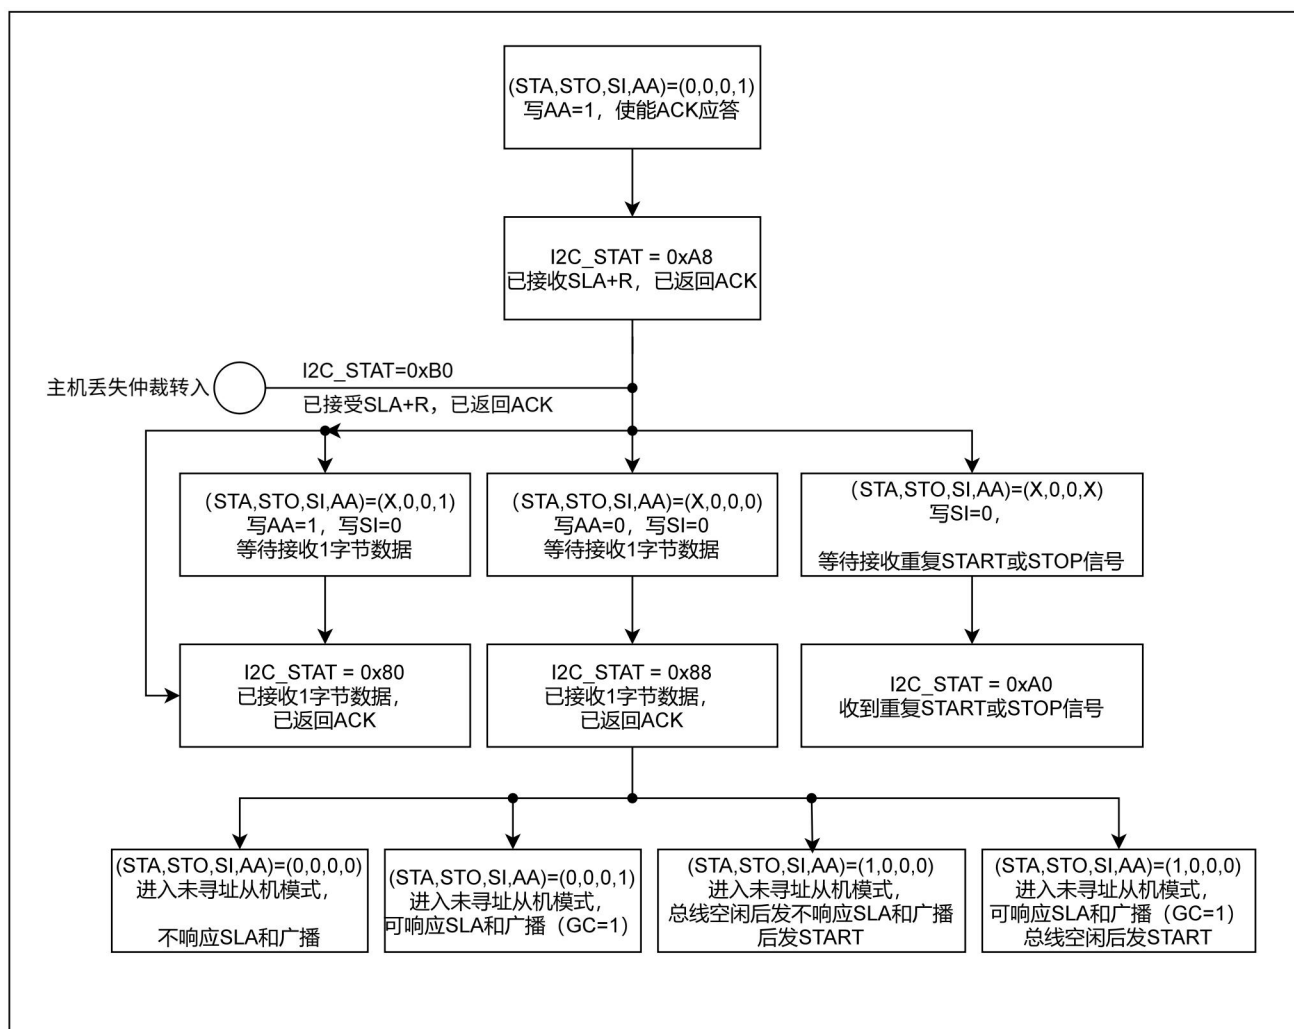 (STA,STO,SI,AA)=(0,0,0,1)
写AA=1，使能ACK应答
I2C_STAT = 0xA8
已接收SLA+R，已返回ACK
主机丢失仲裁转入
I2C_STAT=0xB0
已接受SLA+R，已返回ACK
（STA,STO,SI,AA)=(X,0,0,1)
写AA=1，写SI=0
等待接收1字节数据
（STA,STO,SI,AA)=(X,0,0,0)
写AA=0，写SI=0
等待接收1字节数据
（STA,STO,SI,AA)=(X,0,0,X)
写SI=0，
等待接收重复START或STOP信号
I2C_STAT = 0x80
已接收1字节数据，
已返回ACK
I2C_STAT = 0x88
已接收1字节数据，
已返回ACK
I2C_STAT = 0xA0
收到重复START或STOP信号
(STA,STO,SI,AA)=(0,0,0,0)
进入未寻址从机模式，
不响应SLA和广播
(STA,STO,SI,AA)=(0,0,0,1)
进入未寻址从机模式，
可响应SLA和广播（GC=1）
(STA,STO,SI,AA)=(1,0,0,0)
进入未寻址从机模式，
总线空闲后发不响应SLA和广播
后发START
(STA,STO,SI,AA)=(1,0,0,0)
进入未寻址从机模式，
可响应SLA和广播（GC=1）
总线空闲后发START